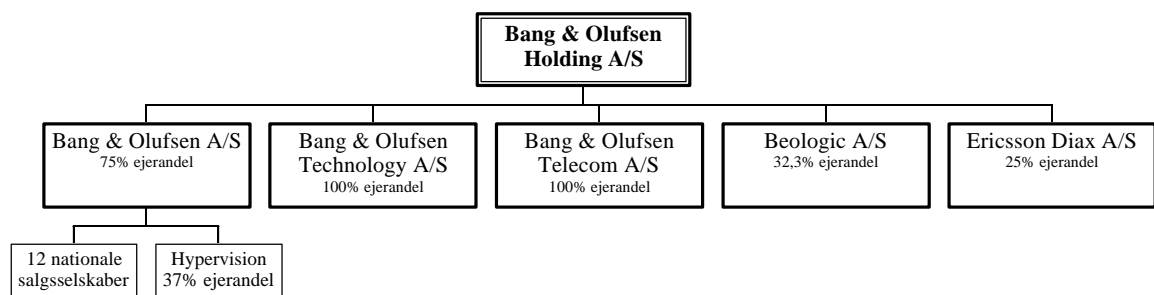 Bang & Olufsen
Holding A/S
Bang & Olufsen A/S
75% ejerandel
Bang & Olufsen
Technology A/S
100% ejerandel
Bang & Olufsen
Telecom A/S
100% ejerandel
Beologic A/S
32,3% ejerandel
Ericsson Diax A/S
25% ejerandel
12 nationale
salgsselskaber
Hypervision
37% ejerandel